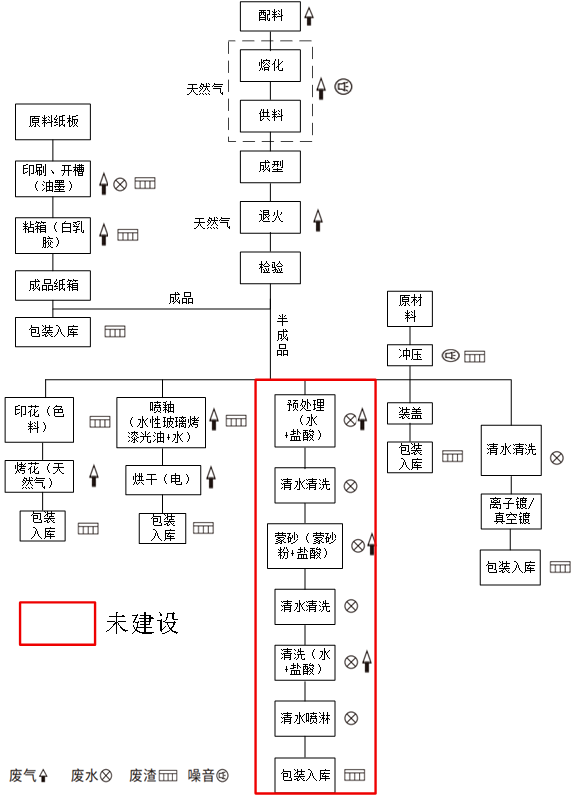 配料
熔化
天然气
供料
原料纸板
成型
印刷、开槽
（油墨）
退火
天然气
粘箱（白乳
胶）
检验
成品纸箱
成品
原材
料
包装入库
半
成
品
冲压
印花（色
料）
喷釉
（水性玻璃烤
漆光油+水）
预处理（水
+盐酸）
装盖
清水清洗
包装
入库
烤花（天
然气）
烘干（电）
清水清洗
离子镀/
真空镀
包装
入库
包装
入库
蒙砂（蒙砂
粉+盐酸）
包装入库
清水清洗
未建设
清洗（水
+盐酸）
清水喷淋
包装入库
废气 废水 废渣 噪音